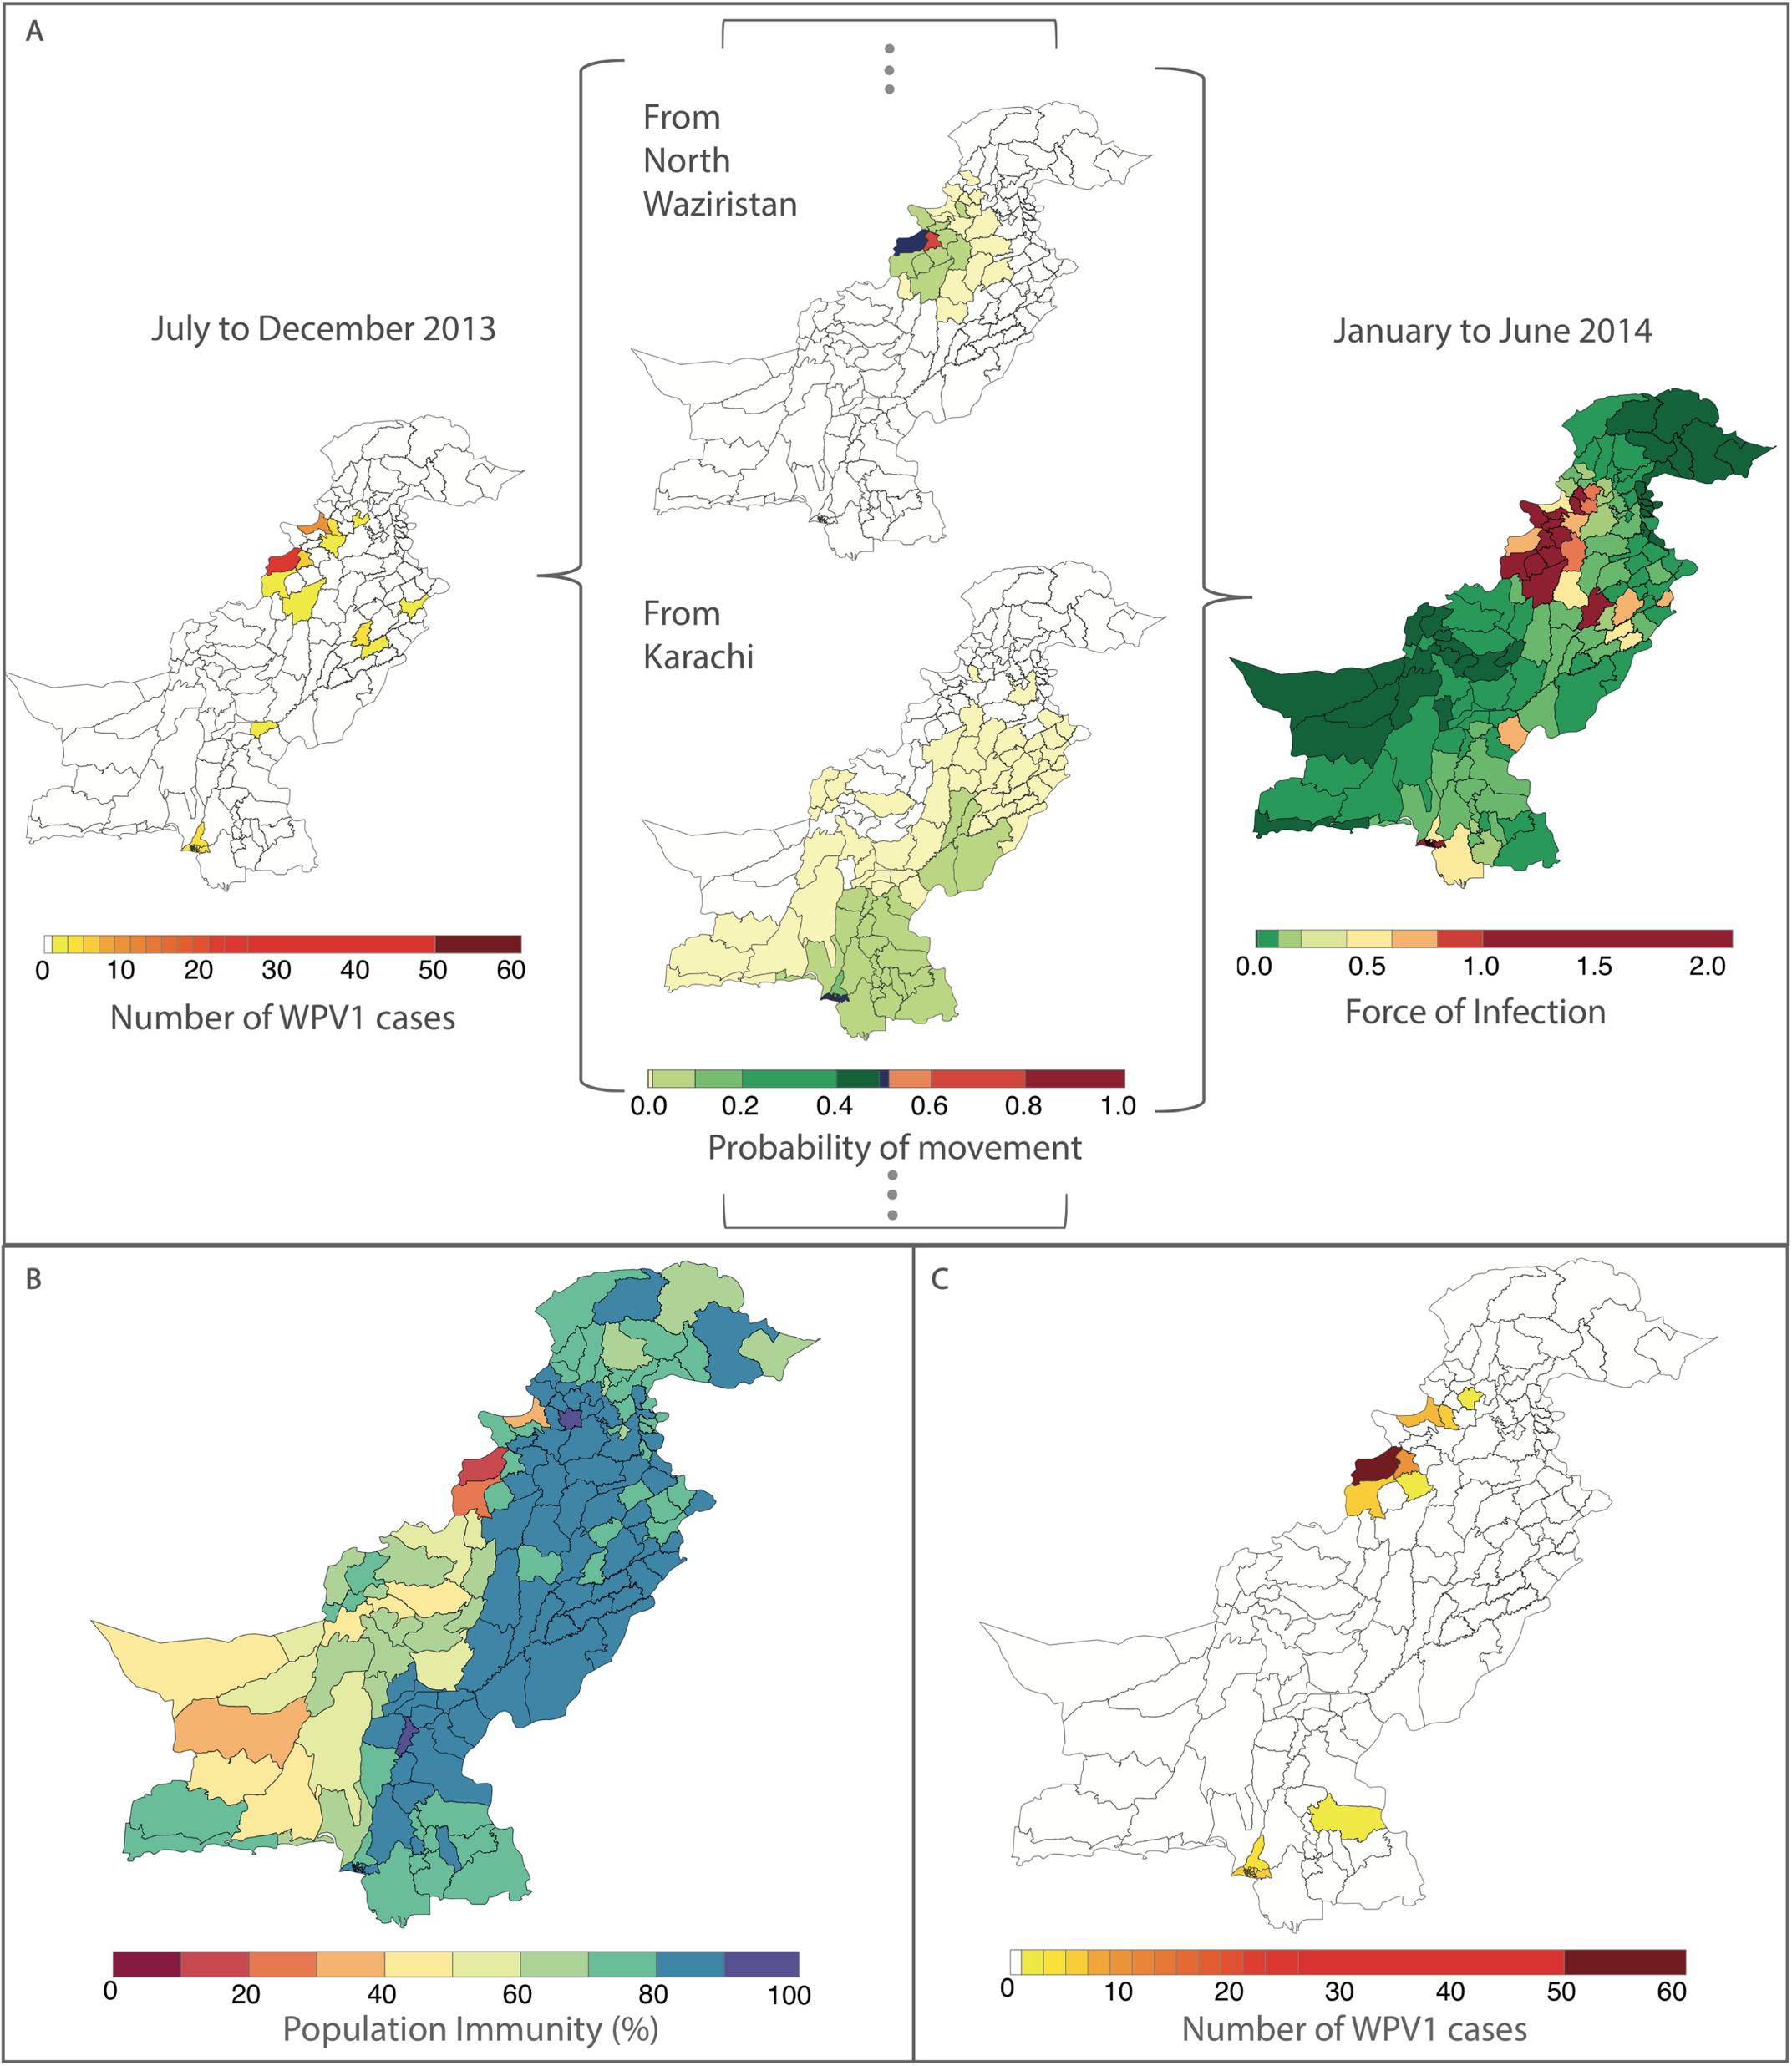 A
From
North
Waziristan
July to December 2013
January to June 2014
From
Karachi
0 10 20 30 40 50 60
Number of WPV1 cases
0.0 0.5 1.0 1.5 2.0
Force of Infection
0.0 0.2 0.4 0.6 0.8 1.0
Probability of movement
B
0 20 40 60 80 100
Population Immunity (%)
C
0 10 20 30 40 50 60
Number of WPV1 cases